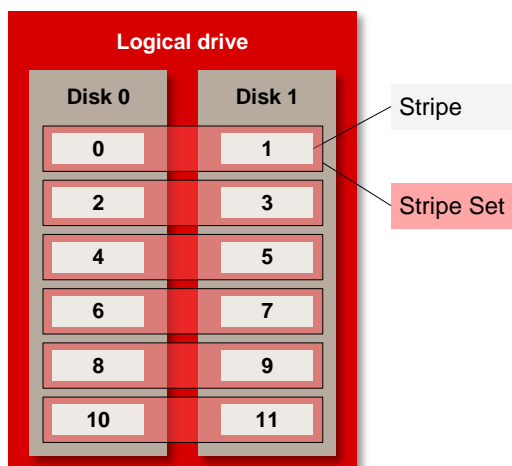 Logical drive
Disk 0 Disk 1
Stripe
0 1
2 3
Stripe Set
4 5
6 7
8 9
10 11